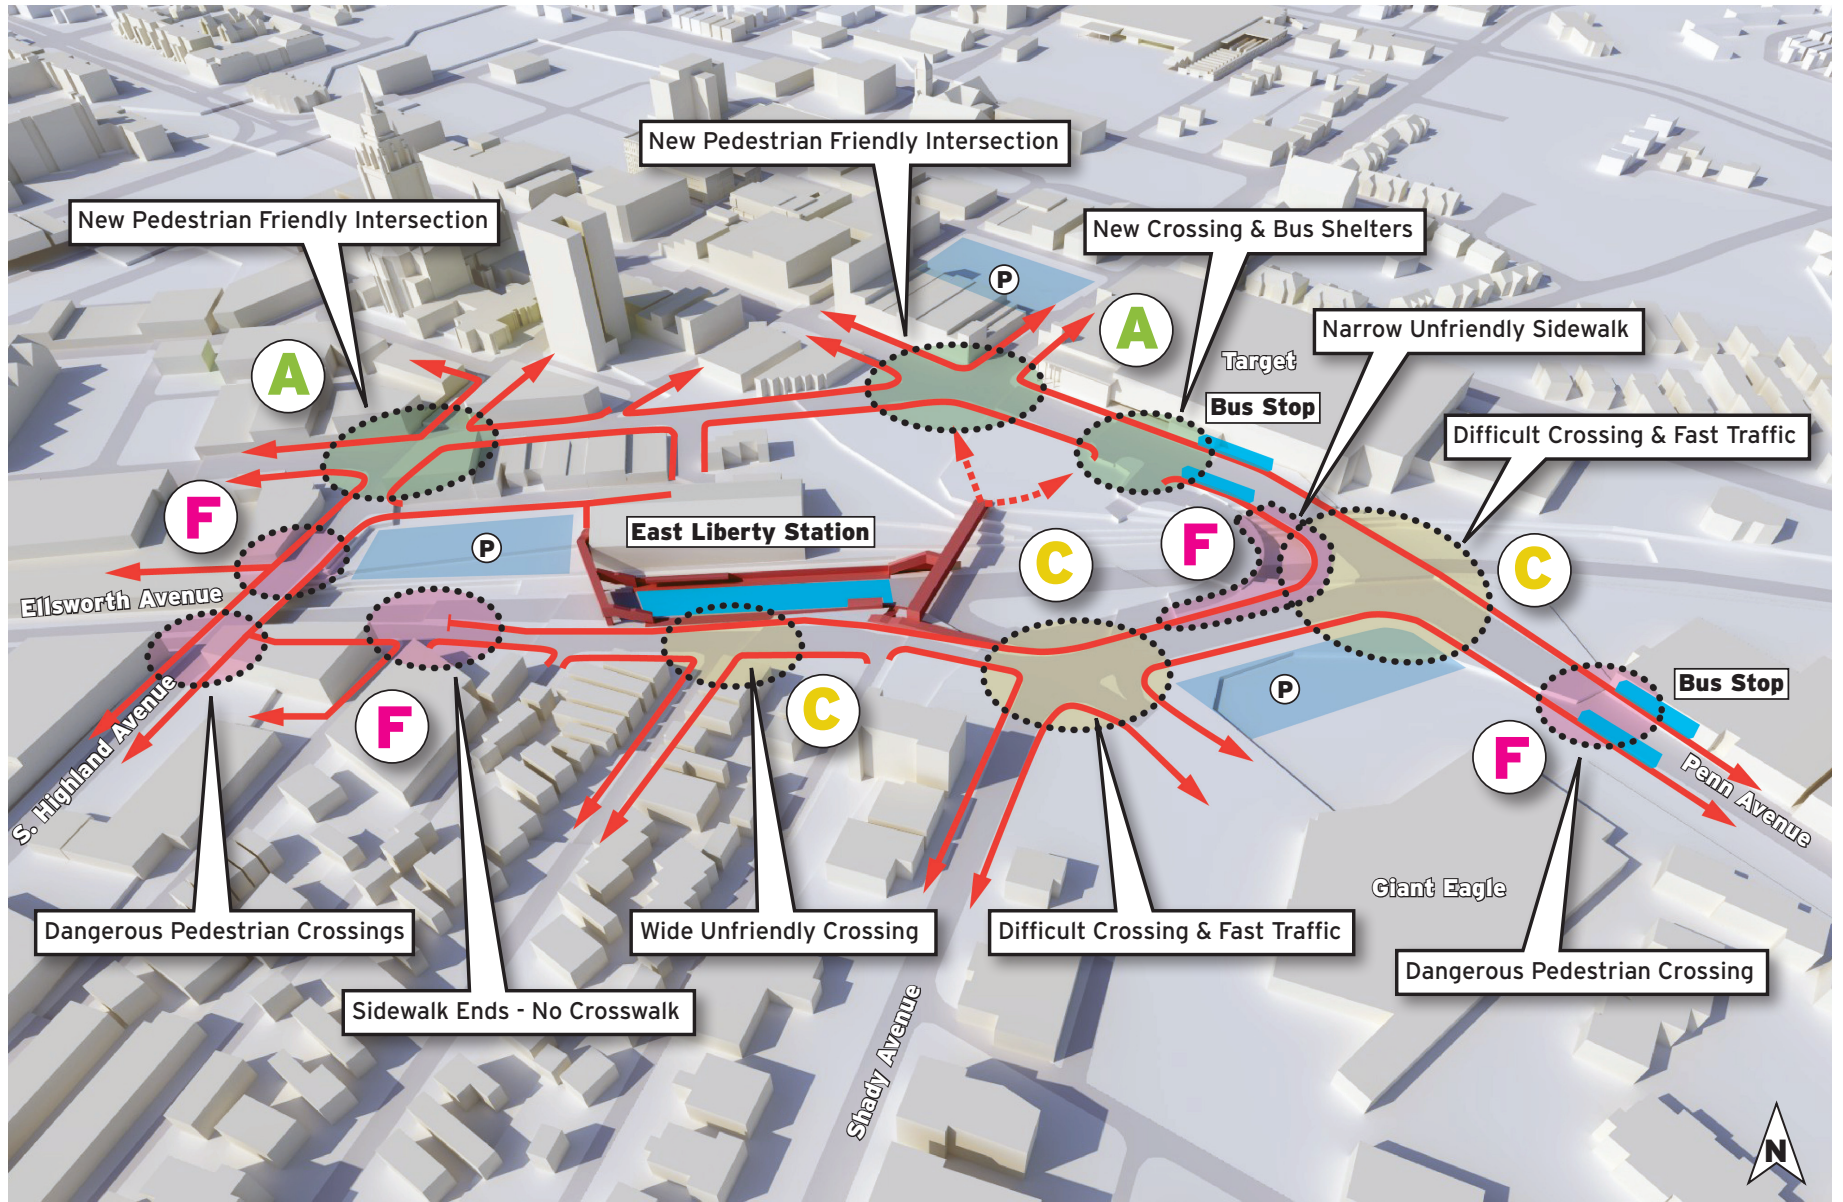 New Pedestrian Friendly Intersection
New Pedestrian Friendly Intersection
New Crossing & Bus Shelters
P
A
Narrow Unfriendly Sidewalk
Target
A
Bus Stop
Difficult Crossing & Fast Traffic
F
East Liberty Station
P
F
C
C
Ellsworth Avenue
S. Highland Avenue
F
C
P
Bus Stop
F
Penn Avenue
Giant Eagle
Dangerous Pedestrian Crossings
Wide Unfriendly Crossing
Difficult Crossing & Fast Traffic
Dangerous Pedestrian Crossing
Sidewalk Ends - No Crosswalk
Shady Avenue
N